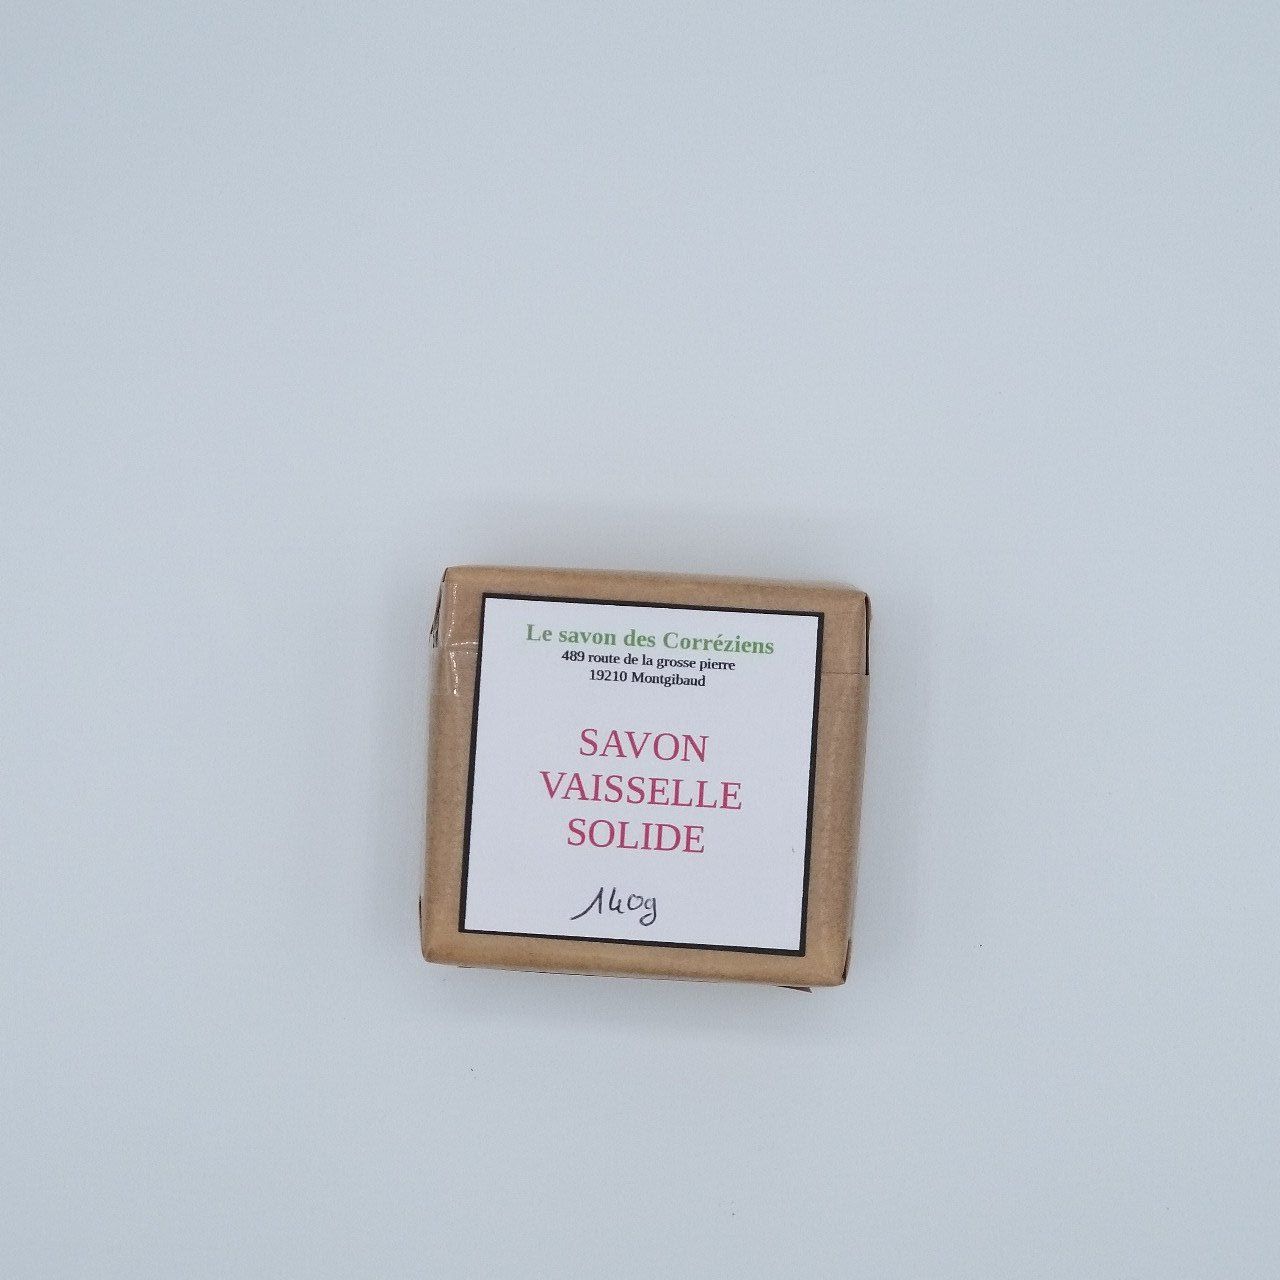 Le savon des Corréziens
489 route de la grosse pierre
19210 Montgibaud
SAVON
VAISSELLE
SOLIDE
140g